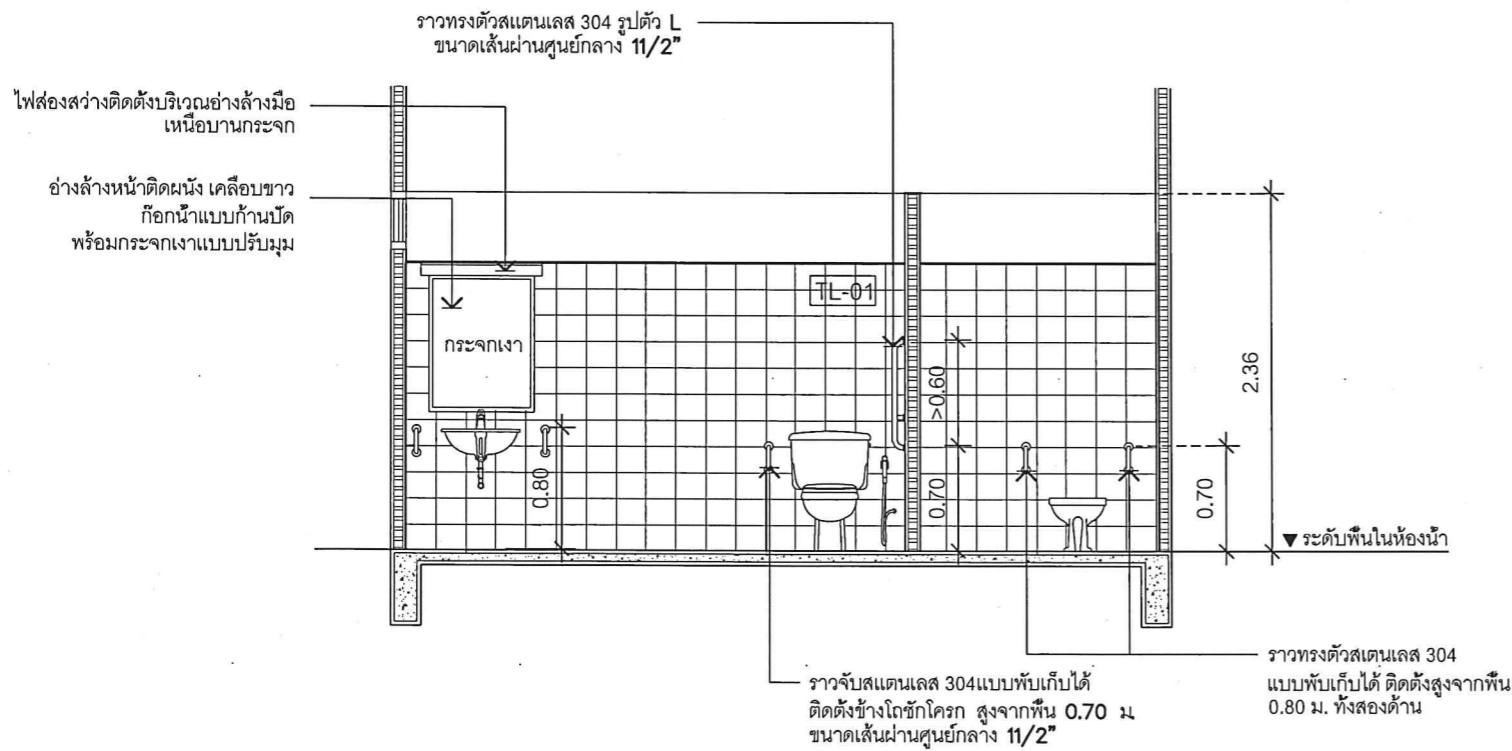 ราวทรงตัวสแตนเลส 304 รูปตัว L
ขนาดเส้นผ่านศูนย์กลาง 11/2"
ไฟส่องสว่างติดตั้งบริเวณอ่างล้างมือ
เหนือบานกระจก
อ่างล้างหน้าติดผนัง เคลือบขาว
ก๊อกน้ำแบบก้านปัด
พร้อมกระจกเงาแบบปรับมุม
TL-01
กระจกเงา
>0.60
2.36
0.80
0.70
0.70
▼ ระดับพื้นในห้องน้ำ
ราวจับสแตนเลส 304แบบพับเก็บได้
ติดตั้งข้างโถชักโครก สูงจากพื้น 0.70 ม.
ขนาดเส้นผ่านศูนย์กลาง 11/2"
ราวทรงตัวสเตนเลส 304
แบบพับเก็บได้ ติดตั้งสูงจากพื้น
0.80 ม. ทั้งสองด้าน